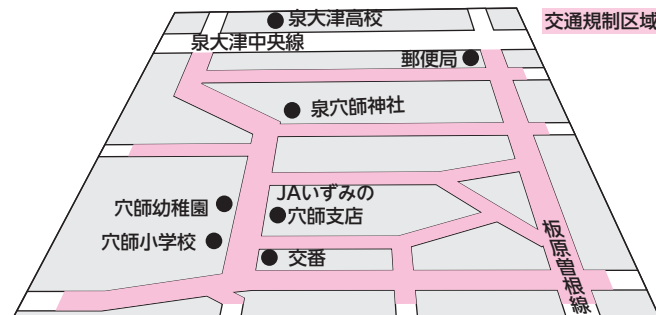 泉大津高校
交通規制区域
泉大津中央線
郵便局
泉穴師神社
JAいずみの
穴師支店
穴師幼稚園
穴師小学校
交番
板原曽根線